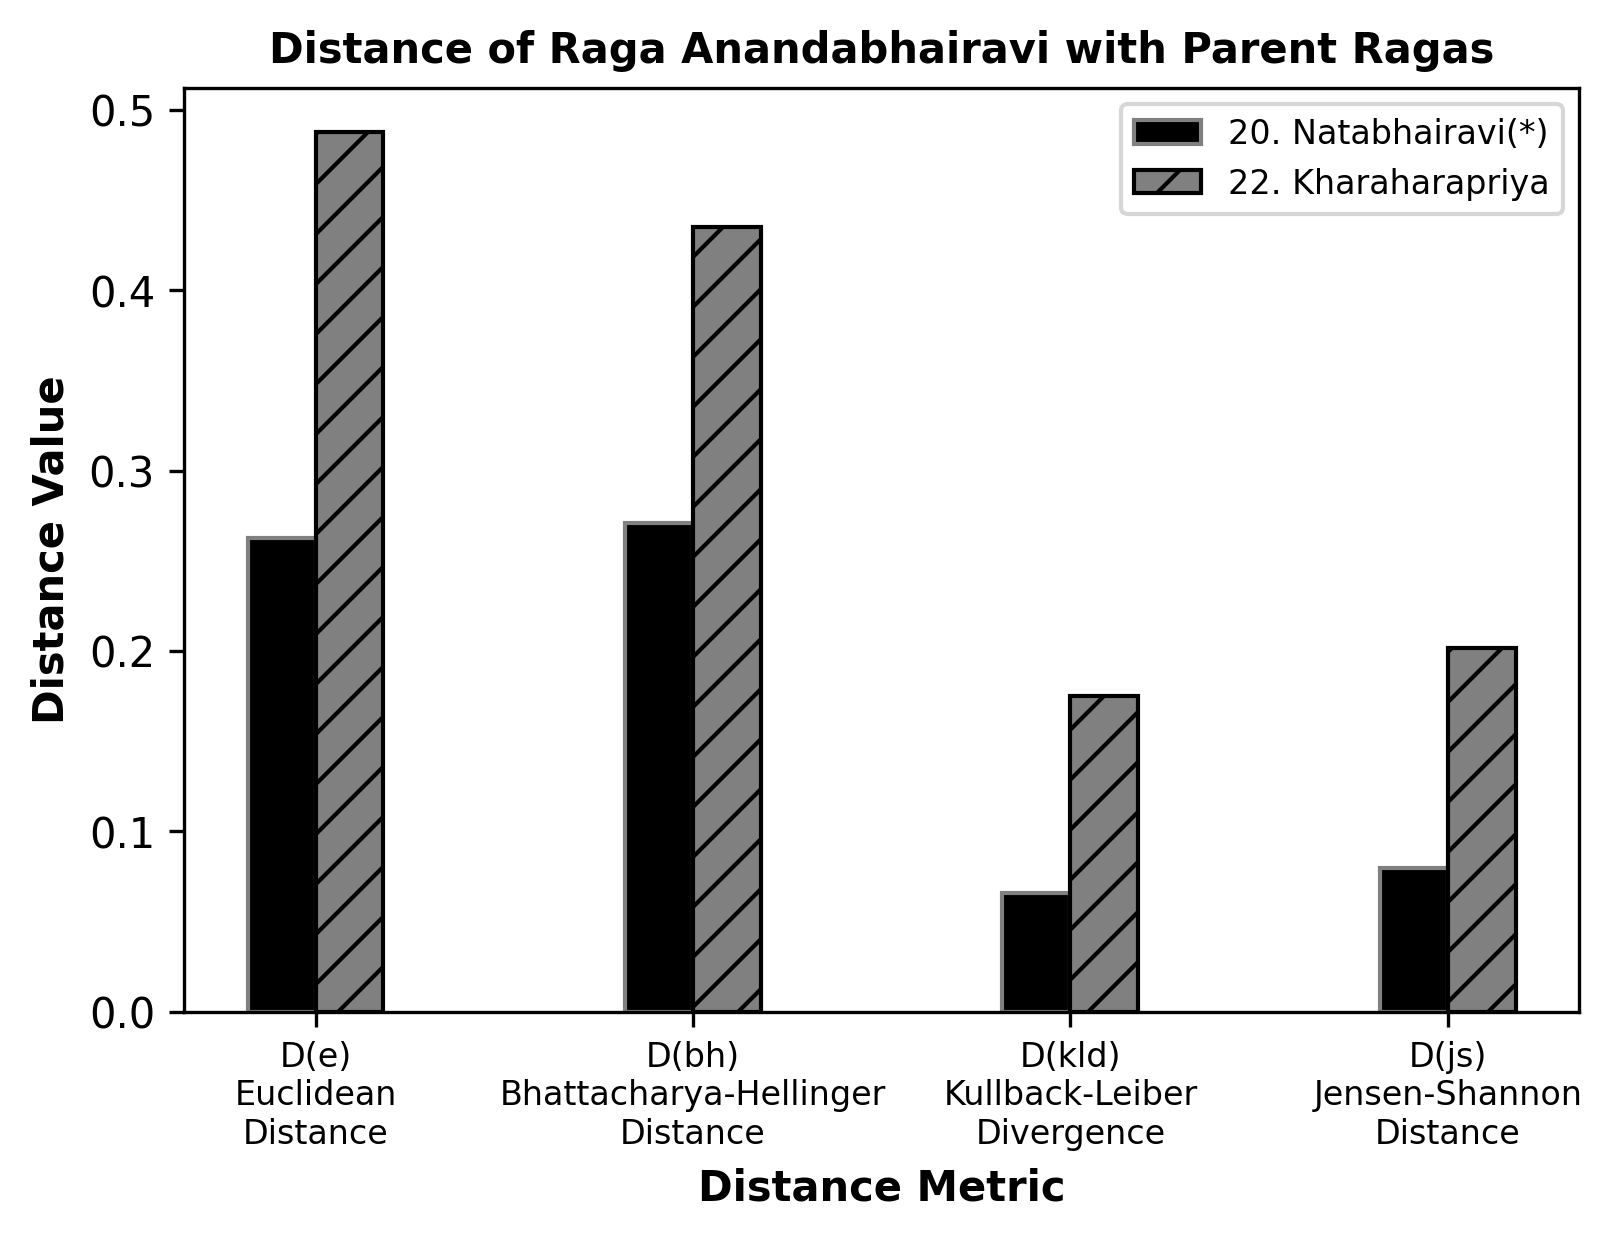 Distance of Raga Anandabhairavi with Parent Ragas
20. Natabhairavi(*)
22. Kharaharapriya
Distance Value
0.5
0.4
0.3
0.2
0.1
0.0
D(e)
Euclidean
Distance
D(bh)
Bhattacharya-Hellinger
Distance
D(kld)
Kullback-Leiber
Divergence
D(js)
Jensen-Shannon
Distance
Distance Metric